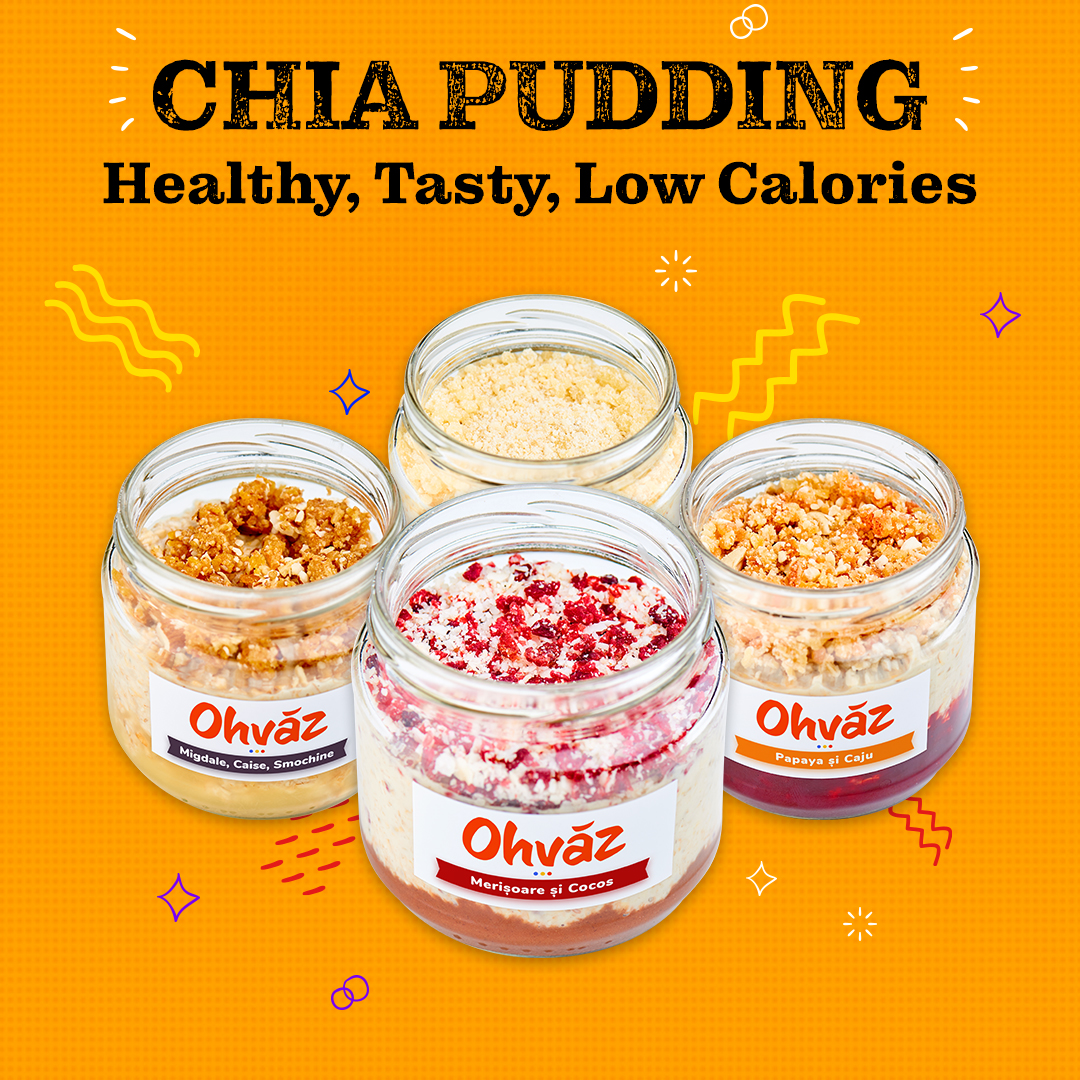 CHIA PUDDING
Healthy, Tasty, Low Calories
Ohvăz
Migdale, Caise, Smochine
Ohvăz
Papaya și Caju
Ohvăz
Merișoare și Cocos